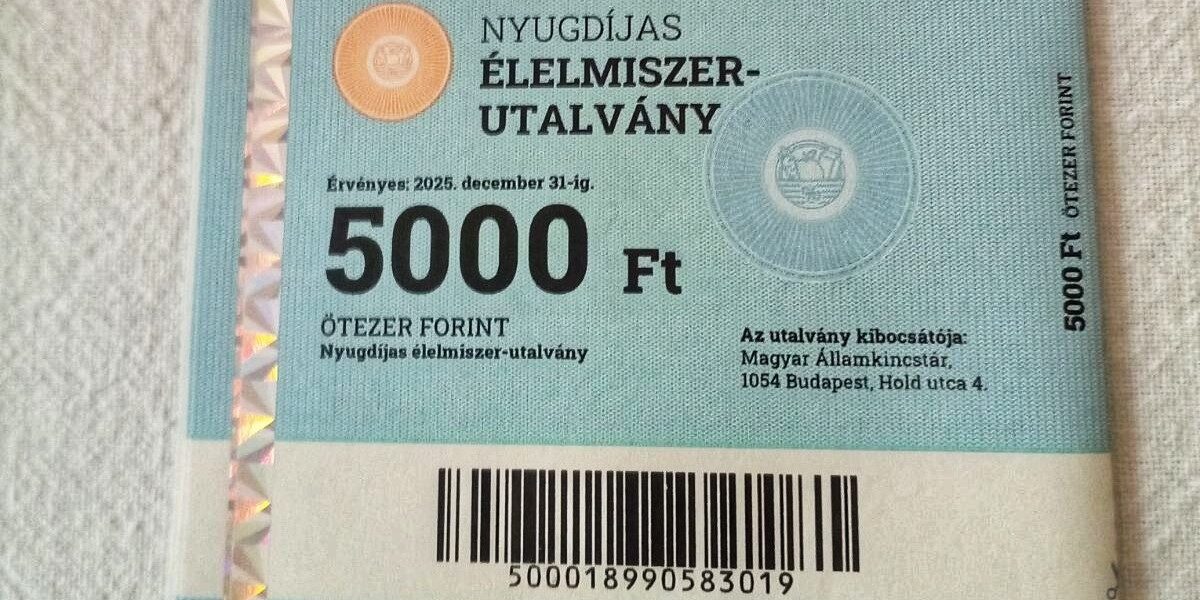 NYUGDÍJAS
ÉLELMISZER-
UTALVÁNY
Érvényes: 2025. december 31-ig.
5000 Ft
ÖTEZER FORINT
Nyugdíjas élelmiszer-utalvány
Az utalvány kibocsátója:
Magyar Államkincstár,
1054 Budapest, Hold utca 4.
5000 Ft ÖTEZER FORINT
500018990583019